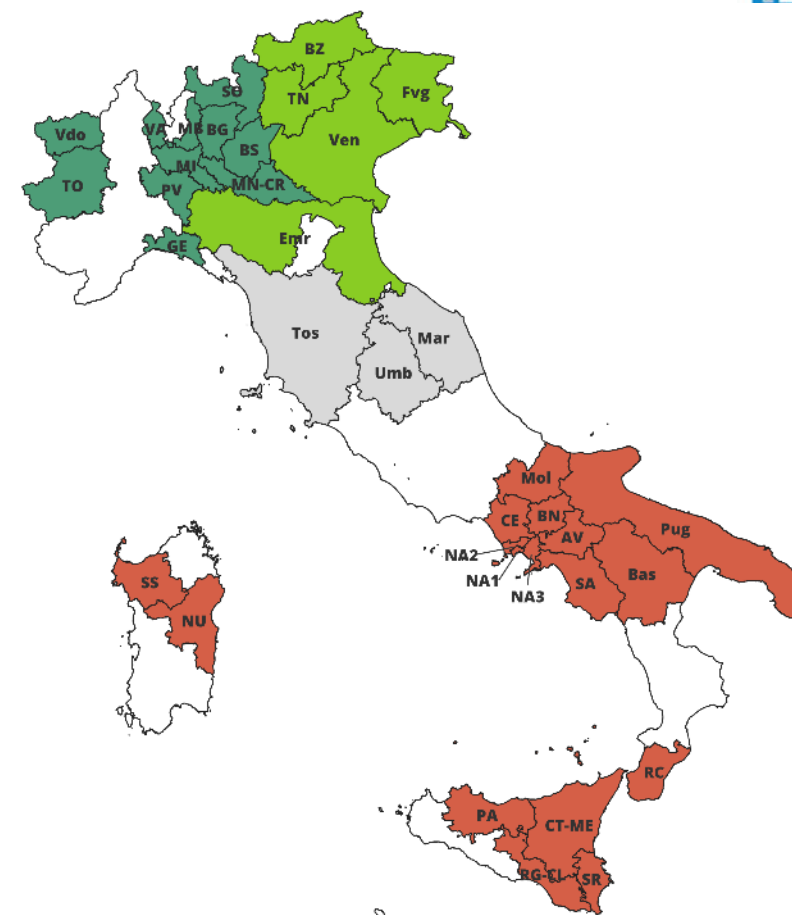 BZ
SO
TN
Fvg
VA
MB
BG
Vdo
Ven
BS
MI
TO
MN-CR
PV
Emr
GE
Tos
Mar
Umb
Mol
CE
BN
Pug
AV
NA2
Bas
NA1
SA
NA3
SS
NU
RC
PA
CT-ME
RG-CL
SR